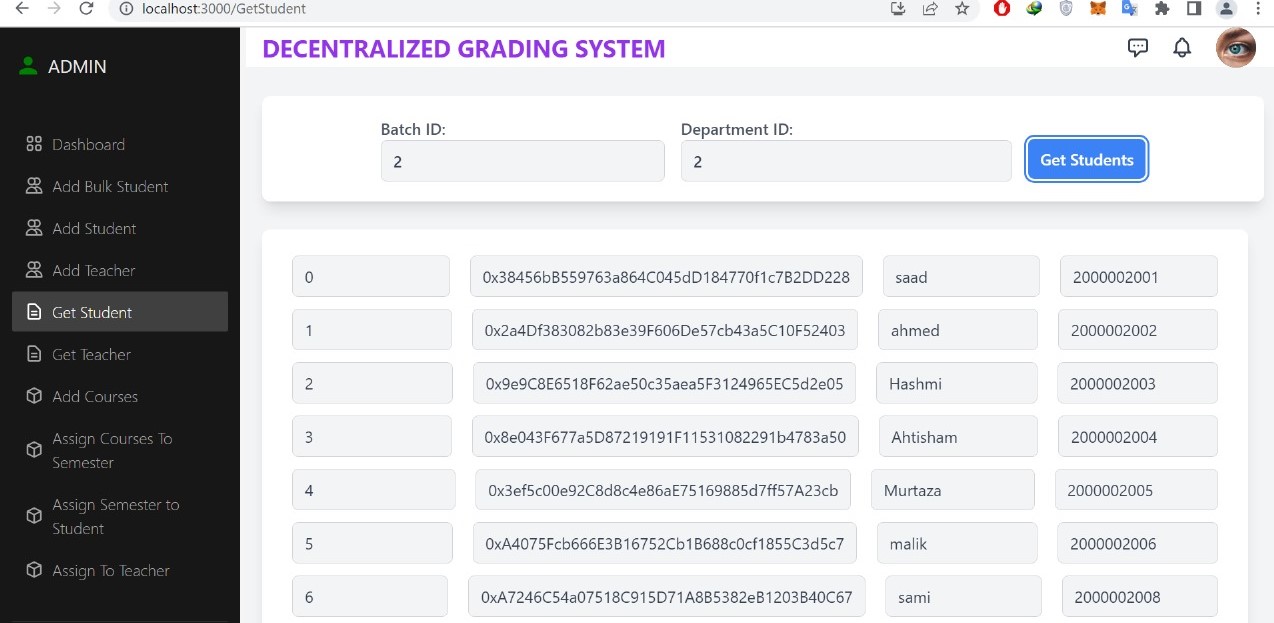 localhost:3000/GetStudent
ADMIN
DECENTRALIZED GRADING SYSTEM
Dashboard
Add Bulk Student
Add Student
Add Teacher
Get Student
Get Teacher
Add Courses
Assign Courses To
Semester
Assign Semester to
Student
Assign To Teacher
Batch ID: Department ID:
2 2 Get Students
0 0x38456bB559763a864C045dD184770f1c7B2DD228 saad 2000002001
1 0x2a4Df383082b83e39F606De57cb43a5C10F52403 ahmed 2000002002
2 0x9e9C8E6518F62ae50c35aea5F3124965EC5d2e05 Hashmi 2000002003
3 0x8e043F677a5D87219191F11531082291b4783a50 Ahtisham 2000002004
4 0x3ef5c00e92C8d8c4e86aE75169885d7ff57A23cb Murtaza 2000002005
5 0xA4075Fcb666E3B16752Cb1B688c0cf1855C3d5c7 malik 2000002006
6 0xA7246C54a07518C915D71A8B5382eB1203B40C67 sami 2000002008